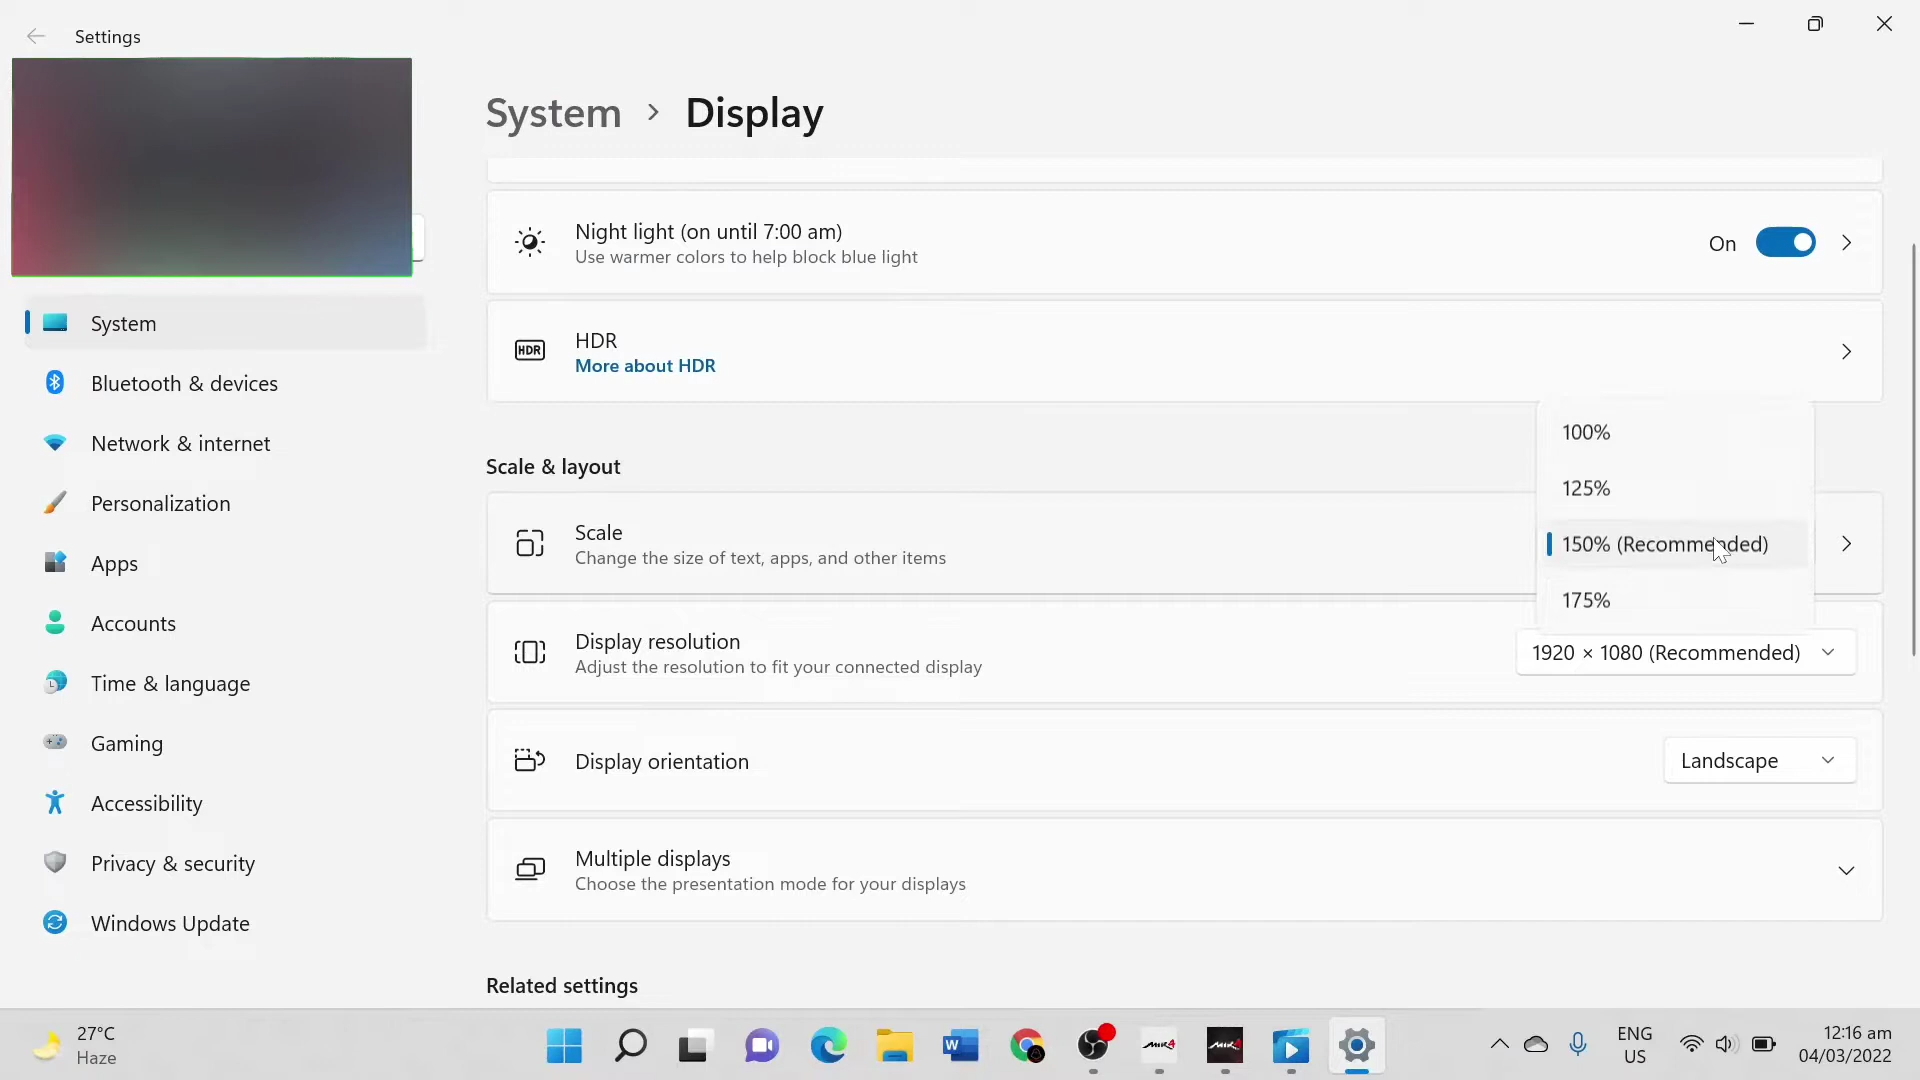 Settings
System > Display
Night light (on until 7:00 am)
Use warmer colors to help block blue light
On
HDR
HDR
More about HDR
Scale & layout
Scale
Change the size of text, apps, and other items
100%
125%
150% (Recommended)
175%
Display resolution
Adjust the resolution to fit your connected display
1920 × 1080 (Recommended)
Display orientation
Landscape
Multiple displays
Choose the presentation mode for your displays
Related settings
System
Bluetooth & devices
Network & internet
Personalization
Apps
Accounts
Time & language
Gaming
Accessibility
Privacy & security
Windows Update
27°C
Haze
W
MIR4
MIR4
ENG
US
12:16 am
04/03/2022